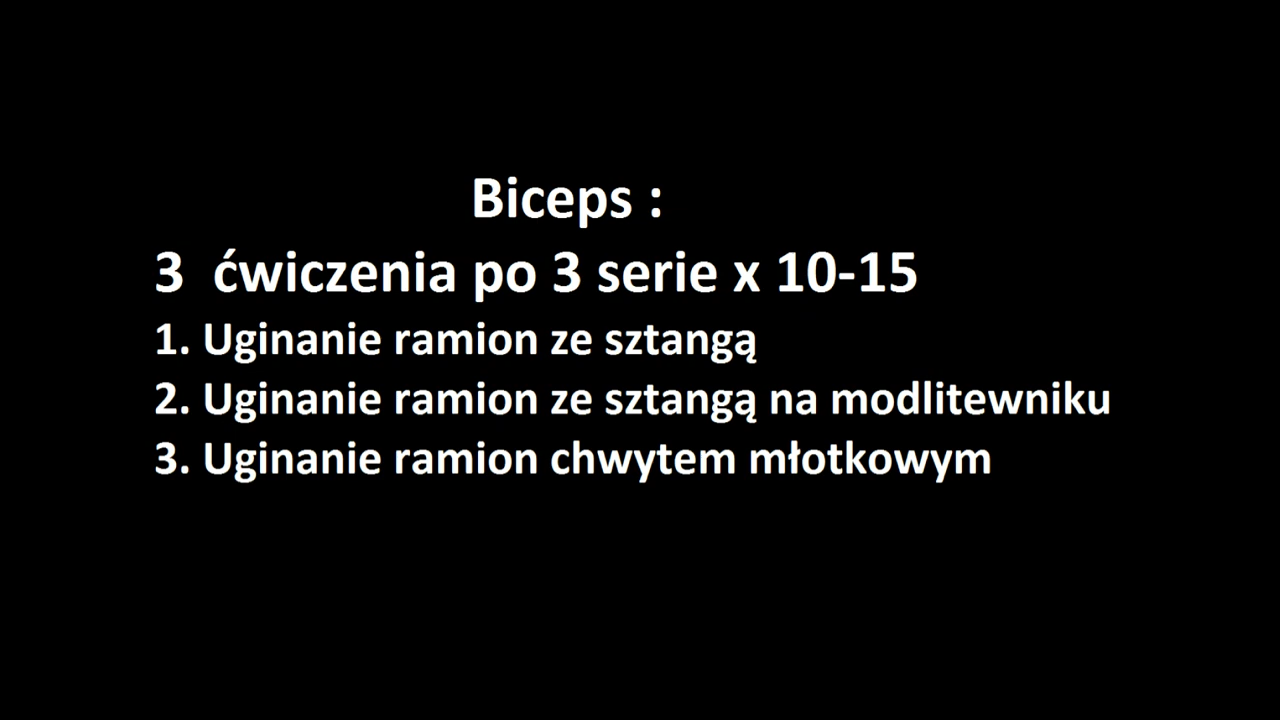 Biceps :
3 ćwiczenia po 3 serie x 10-15
1. Uginanie ramion ze sztangą
2. Uginanie ramion ze sztangą na modlitewniku
3. Uginanie ramion chwytem młotkowym